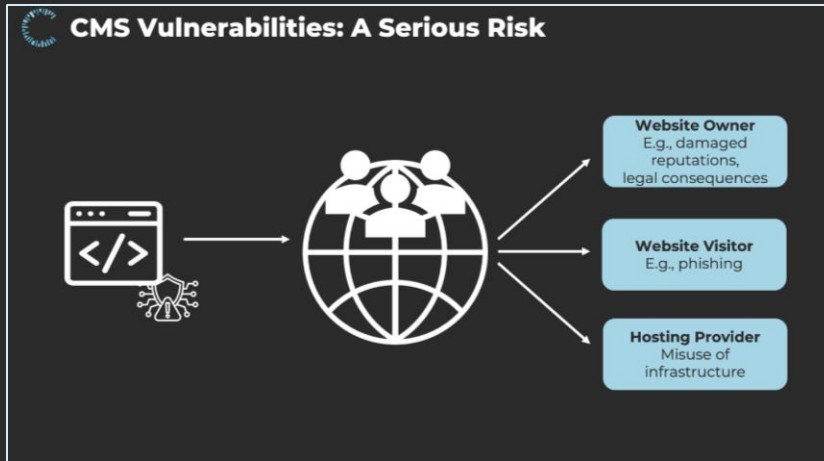 CMS Vulnerabilities: A Serious Risk
</>
Website Owner
E.g., damaged
reputations,
legal consequences
Website Visitor
E.g., phishing
Hosting Provider
Misuse of
infrastructure